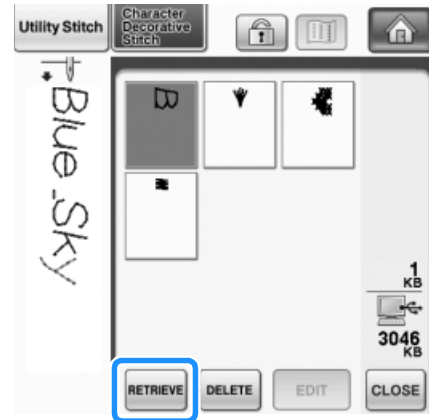 Utility Stitch
Character
Decorative
Stitch
Blue Sky
B
1
KB
3046
KB
RETRIEVE
DELETE
EDIT
CLOSE